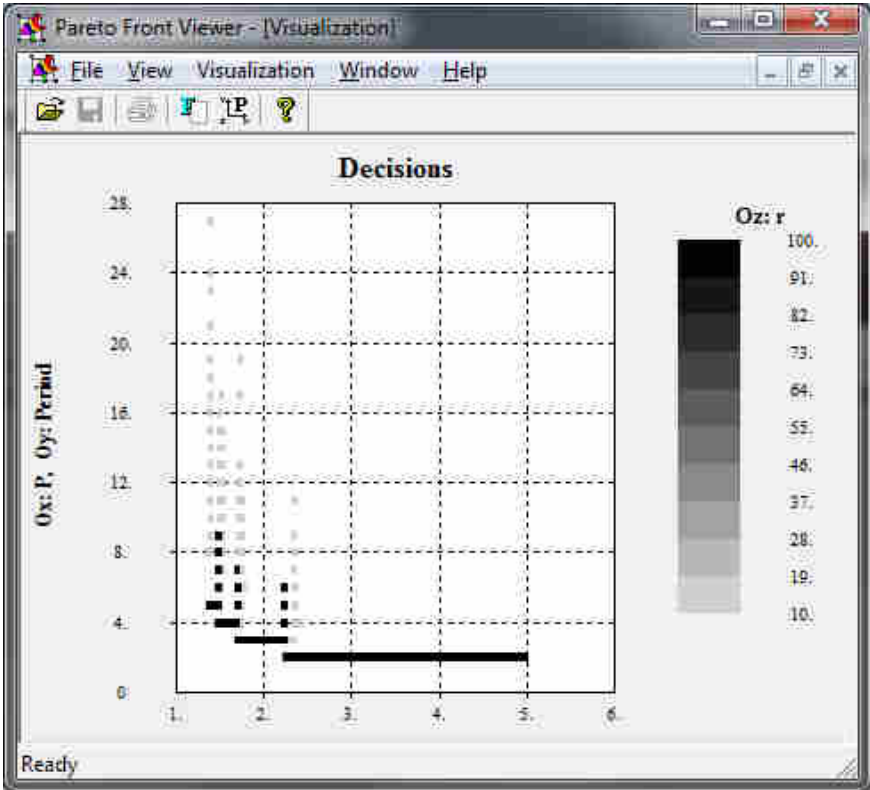 Pareto Front Viewer - [Visualization]
File View Visualization Window Help
Decisions
Ox: P, Oy: Period
28.
24.
20.
16.
12.
8.
4.
0.
1. 2. 3. 4. 5. 6.
Oz: r
100.
91.
82.
73.
64.
55.
46.
37.
28.
19.
10.
Ready